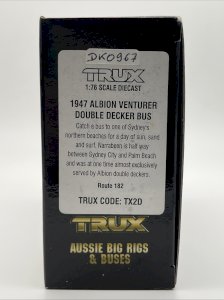 DK0967
TRUX
1:76 SCALE DIECAST
1947 ALBION VENTURER
DOUBLE DECKER BUS
Catch a bus to one of Sydney's
northern beaches for a day of sun, sand
and surf. Narrabeen is half way
between Sydney City and Palm Beach
and was at one time almost exclusively
served by Albion double deckers.
Route 182
TRUX CODE: TX2D
TRUX
AUSSIE BIG RIGS
& BUSES